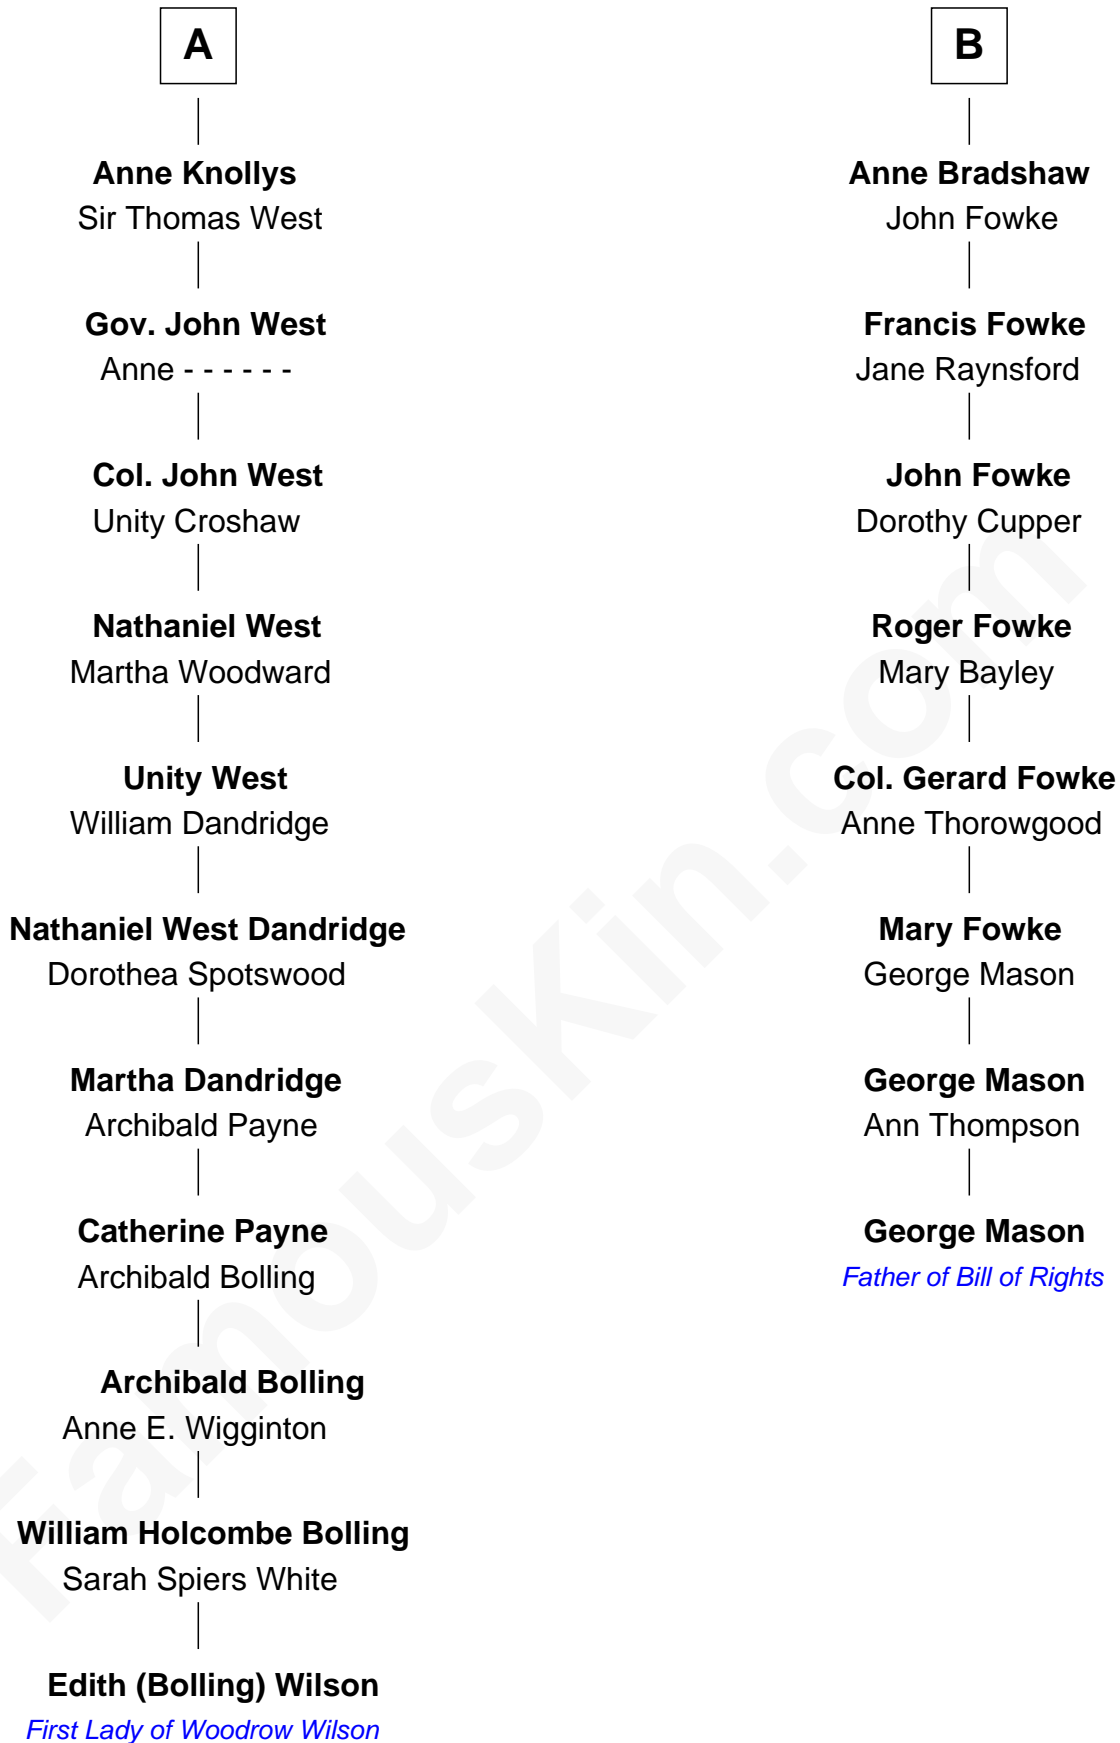 A
Anne Knollys
Sir Thomas West
Gov. John West
Anne - - - - - -
Col. John West
Unity Croshaw
Nathaniel West
Martha Woodward
Unity West
William Dandridge
Nathaniel West Dandridge
Dorothea Spotswood
Martha Dandridge
Archibald Payne
Catherine Payne
Archibald Bolling
Archibald Bolling
Anne E. Wigginton
William Holcombe Bolling
Sarah Spiers White
Edith (Bolling) Wilson
First Lady of Woodrow Wilson
B
Anne Bradshaw
John Fowke
Francis Fowke
Jane Raynsford
John Fowke
Dorothy Cupper
Roger Fowke
Mary Bayley
Col. Gerard Fowke
Anne Thorowgood
Mary Fowke
George Mason
George Mason
Ann Thompson
George Mason
Father of Bill of Rights
FamousKin.com